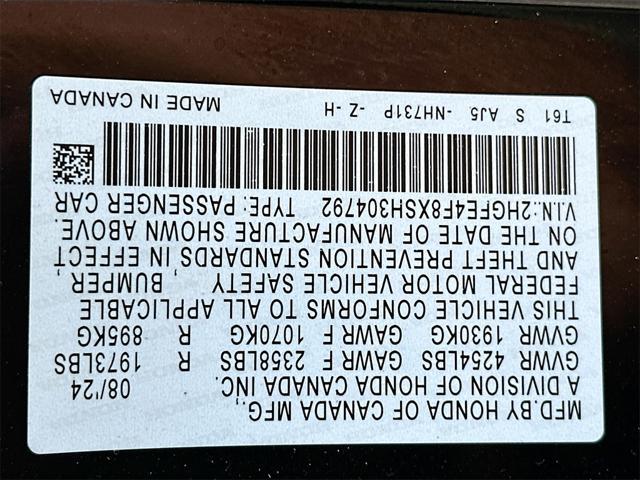 MFD.BY HONDA OF CANADA MFG.,
A DIVISION OF HONDA CANADA INC. 08/'24
GVWR 4254LBS GAWR F 2358LBS R 1973LBS
GVWR 1930KG GAWR F 1070KG R 895KG
THIS VEHICLE CONFORMS TO ALL APPLICABLE
FEDERAL MOTOR VEHICLE SAFETY , BUMPER,
AND THEFT PREVENTION STANDARDS IN EFFECT
ON THE DATE OF MANUFACTURE SHOWN ABOVE.
V.I.N:2HGFE4F8XSH304792 TYPE: PASSENGER CAR
T61 S AJ5 -NH731P -Z -H MADE IN CANADA